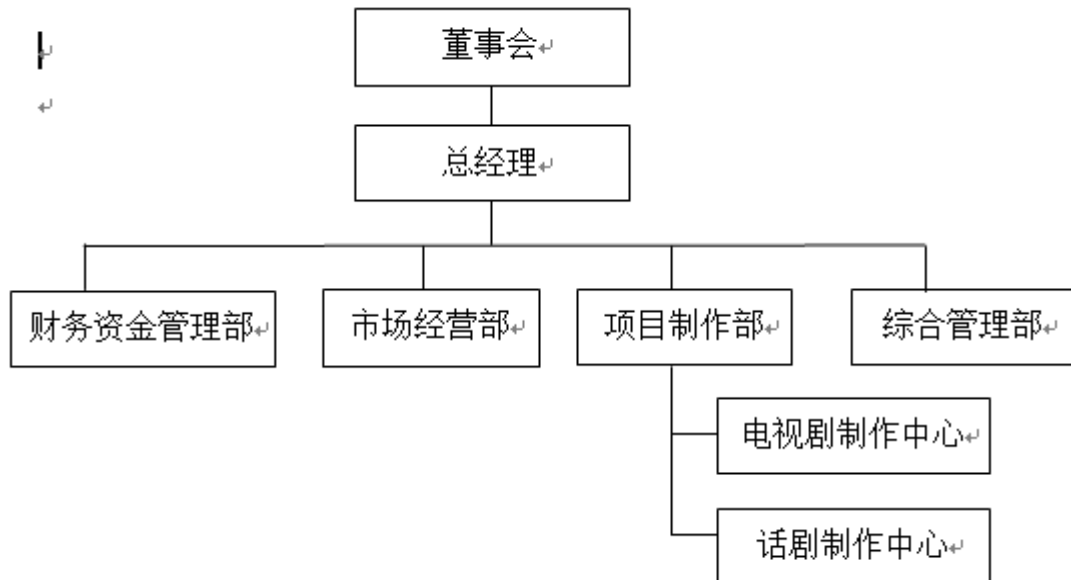 董事会
总经理
财务资金管理部
市场经营部
项目制作部
综合管理部
电视剧制作中心
话剧制作中心